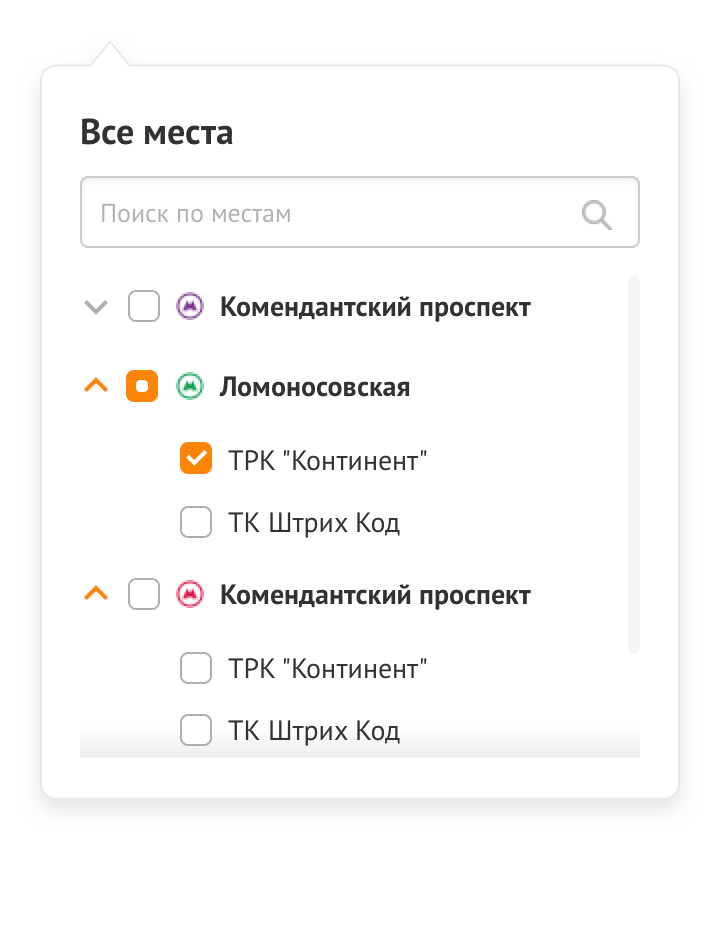 Все места
Поиск по местам
Комендантский проспект
Ломоносовская
ТРК "Континент"
ТК Штрих Код
Комендантский проспект
ТРК "Континент"
ТК Штрих Код